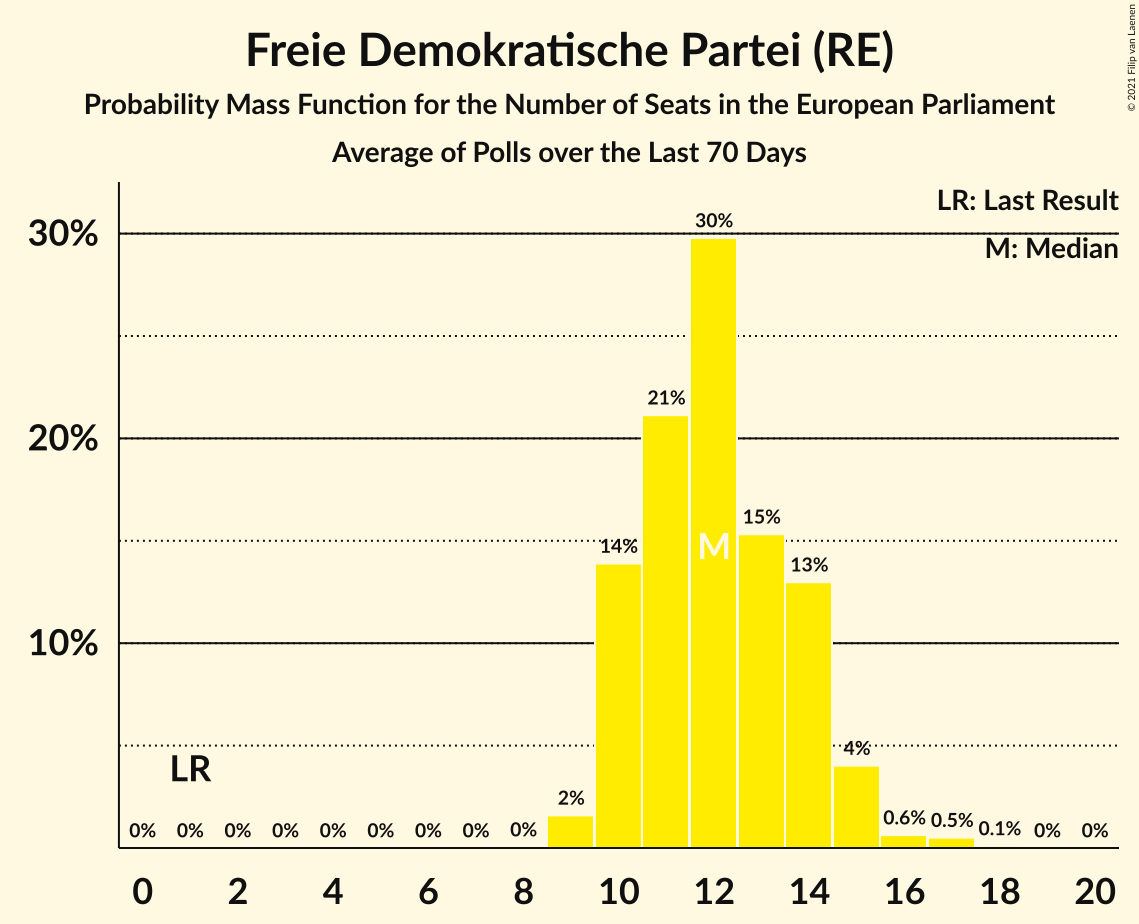 Freie Demokratische Partei (RE)
Probability Mass Function for the Number of Seats in the European Parliament
Average of Polls over the Last 70 Days
© 2021 Filip van Laenen
LR: Last Result
M: Median
30%
20%
10%
30%
21%
15%
14%
13%
M
4%
LR
2%
0% 0% 0% 0% 0% 0% 0% 0% 0% 0.6% 0.5% 0.1% 0% 0%
0 2 4 6 8 10 12 14 16 18 20